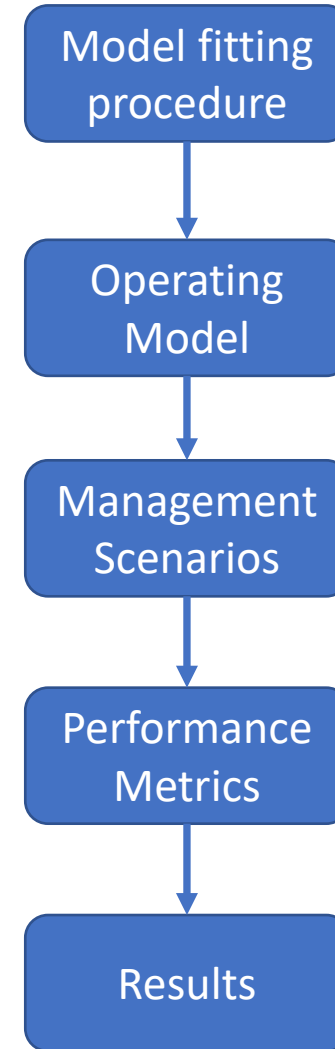 Model fitting
procedure
Operating
Model
Management
Scenarios
Performance
Metrics
Results